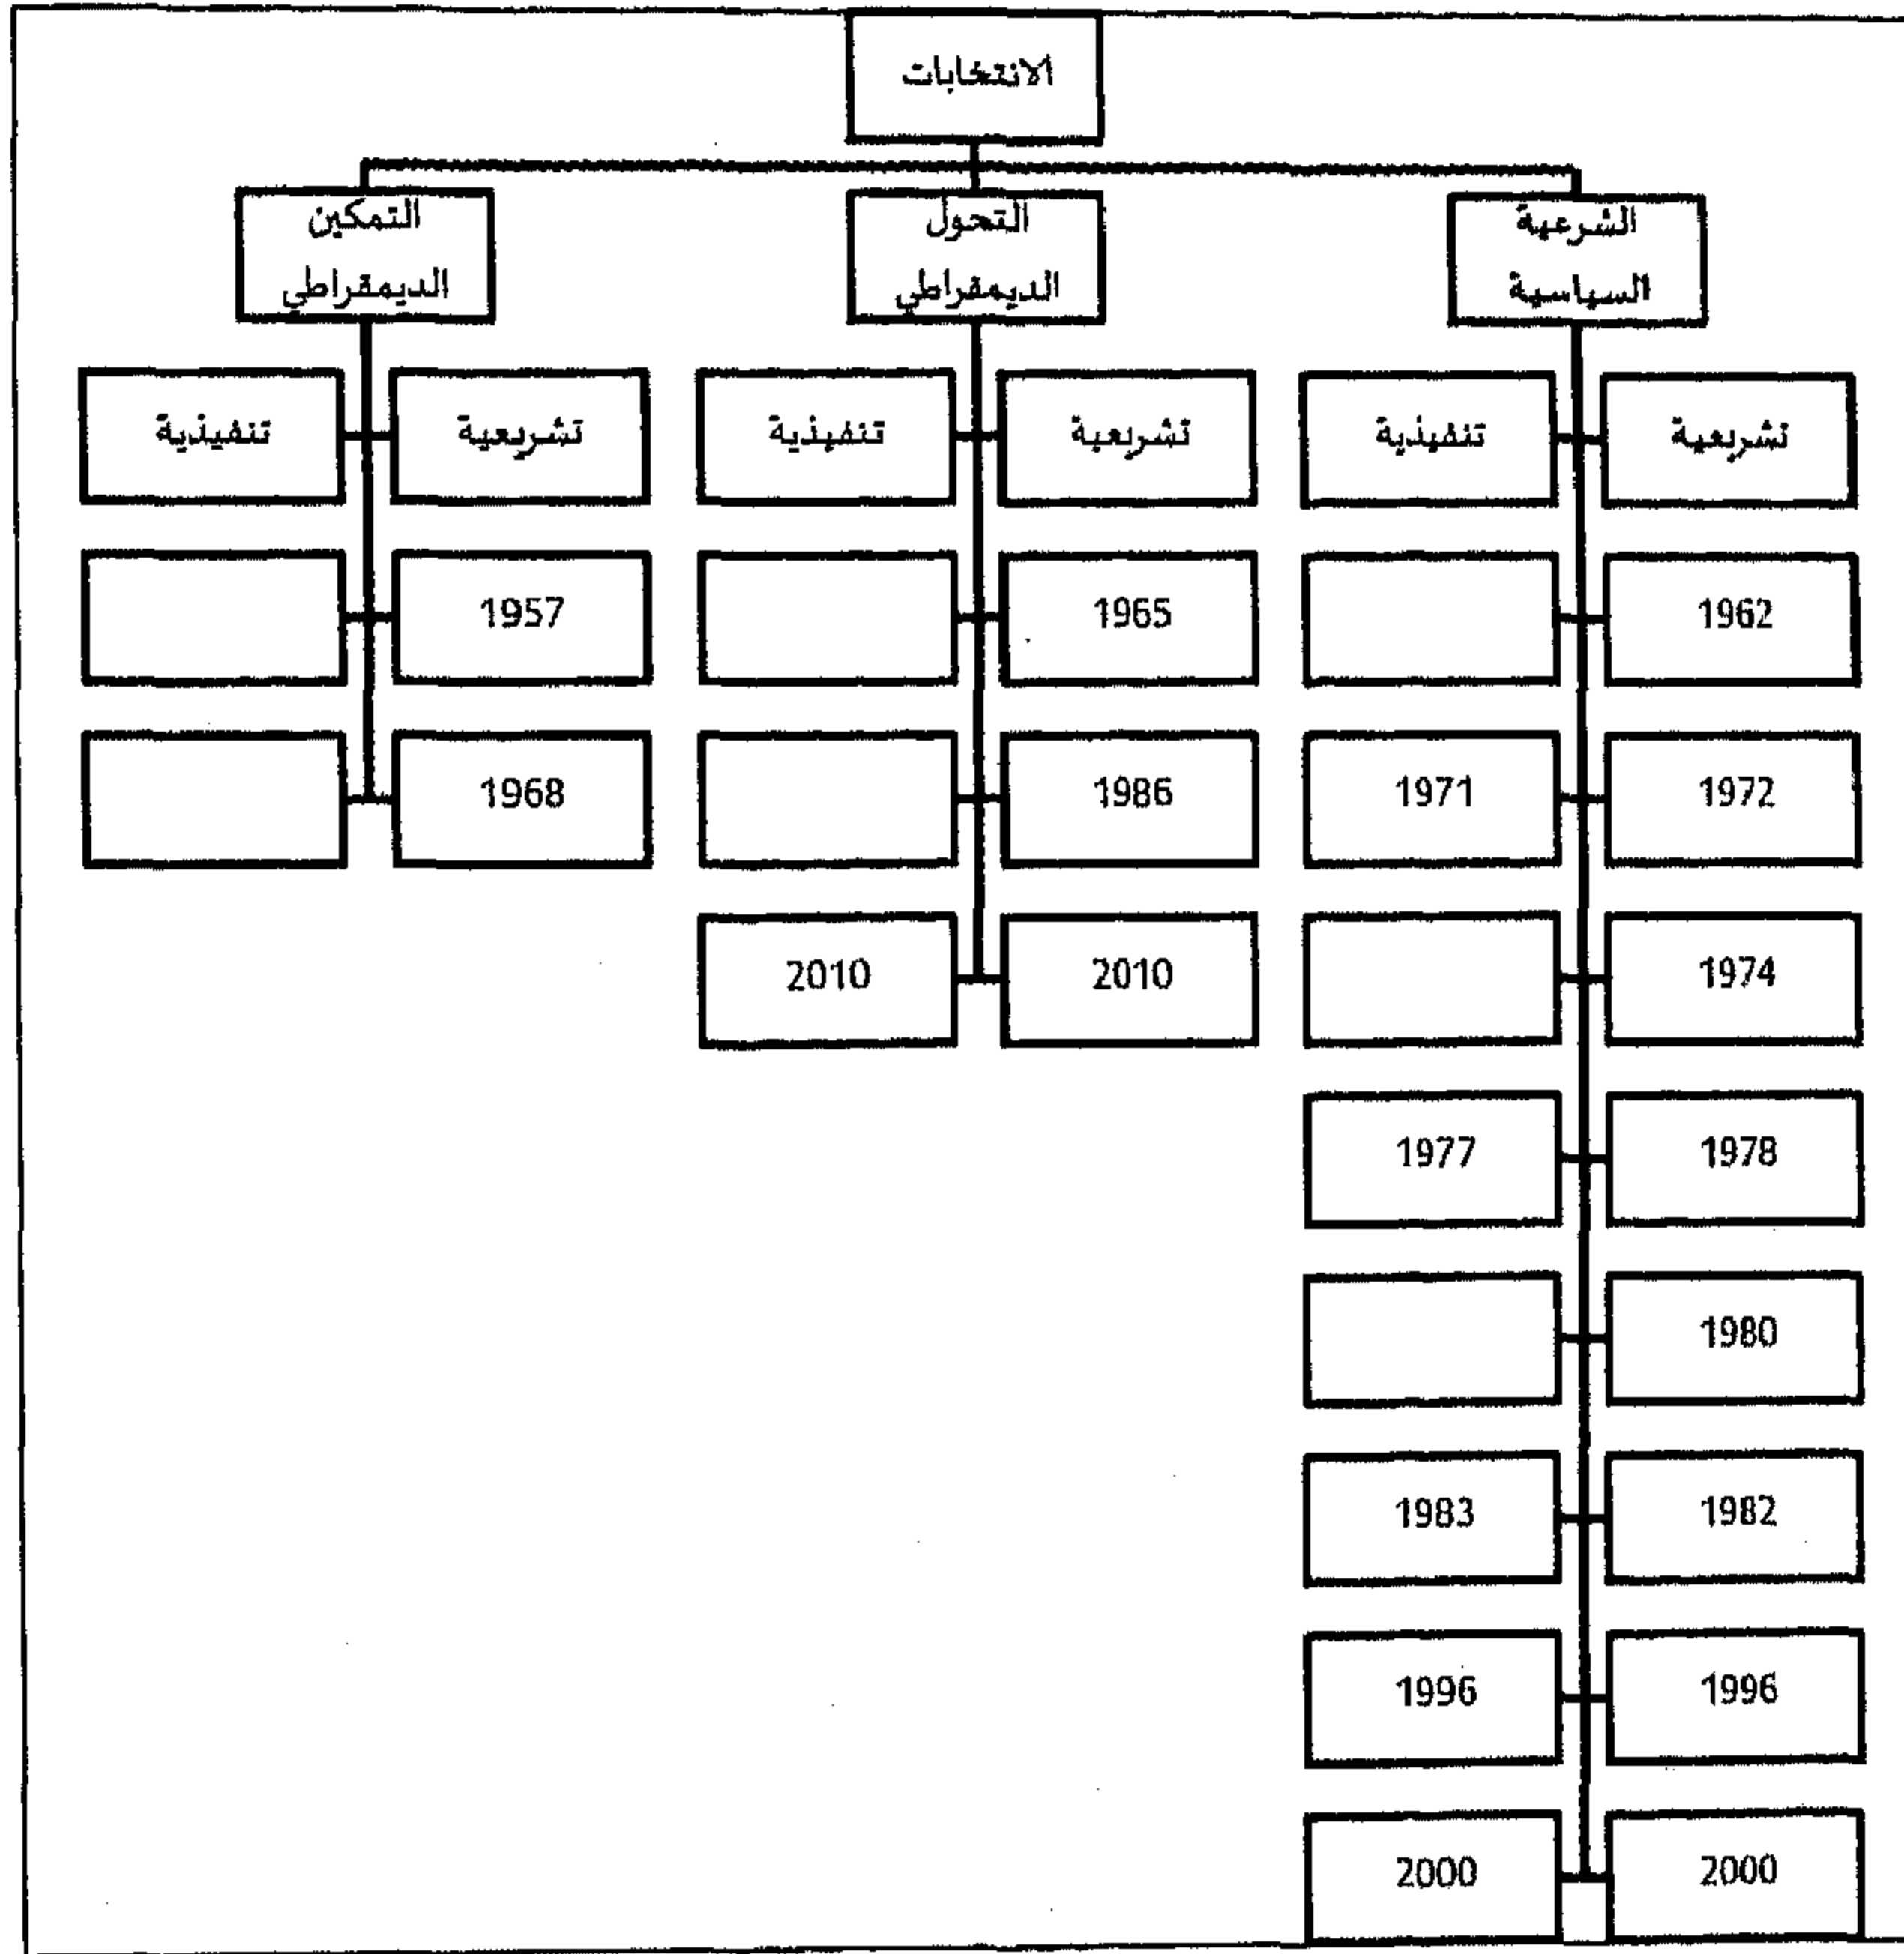 الانتخابات
الشرعية
السياسية
التحول
الديمقراطي
التمكين
الديمقراطي
تشريعية
تنفيذية
تشريعية
تنفيذية
تشريعية
تنفيذية
1962
1965
1957
1972
1971
1986
1968
1974
2010
2010
1978
1977
1980
1982
1983
1996
1996
2000
2000